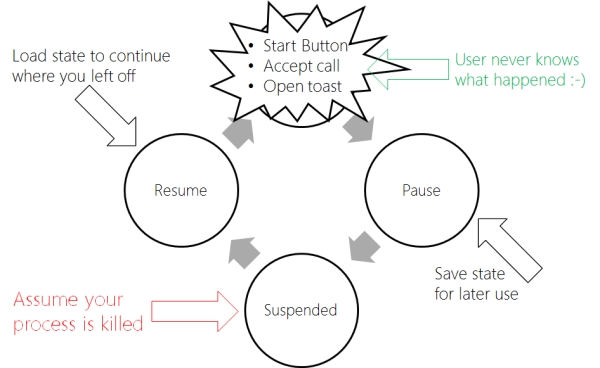 • Start Button
• Accept call
• Open toast
Load state to continue
where you left off
User never knows
what happened :-)
Resume
Pause
Save state
for later use
Suspended
Assume your
process is killed